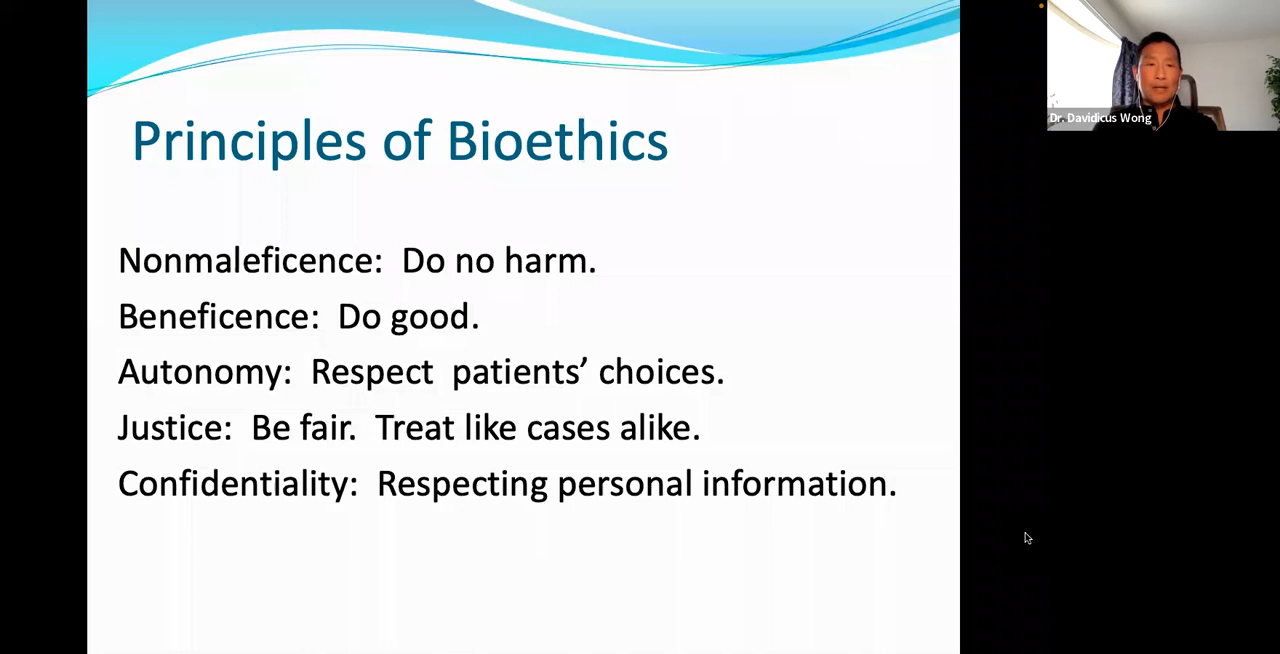 Principles of Bioethics
Nonmaleficence:  Do no harm.
Beneficence:  Do good.
Autonomy:  Respect  patients’ choices.
Justice:  Be fair.  Treat like cases alike.
Confidentiality:  Respecting personal information.
Dr. Davidicus Wong